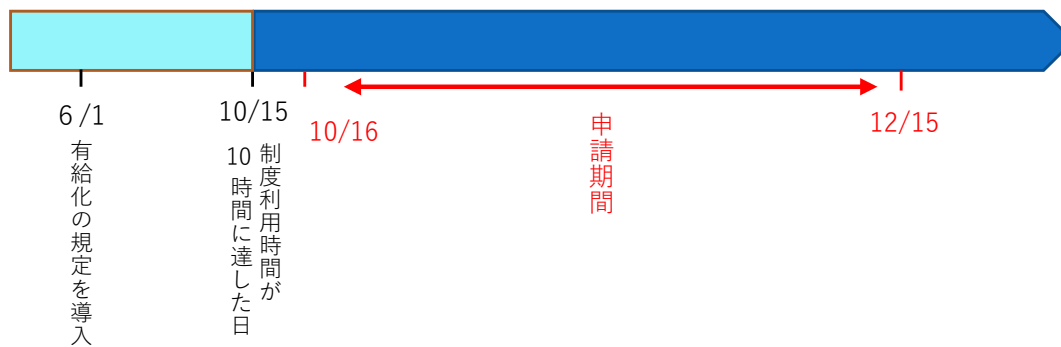 6/1
有給化の規定を導入
10/15
制度利用時間が
10時間に達した日
10/16
申請期間
12/15